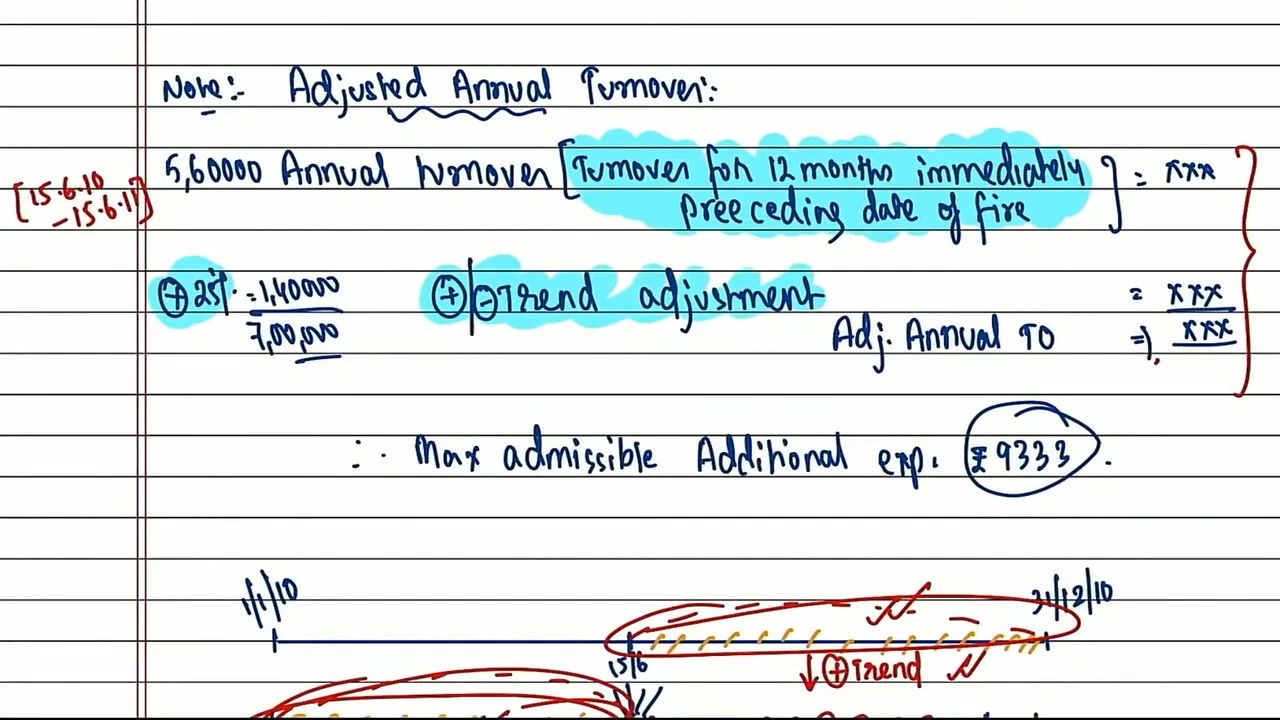 Note:- Adjusted Annual Turnover:-
5,60000 Annual turnover [Turnover for 12 months immediately preeceding date of fire] = xxx
[15.6.10
- 15.6.11]
(+) 25%. = 1,40000 (+)|(-) Trend adjustment = xxx
7,00,000 Adj. Annual TO => xxx
∴ Max admissible Additional exp. ₹9333.
1/1/10 31/12/10
15/6 ↓ (+) Trend